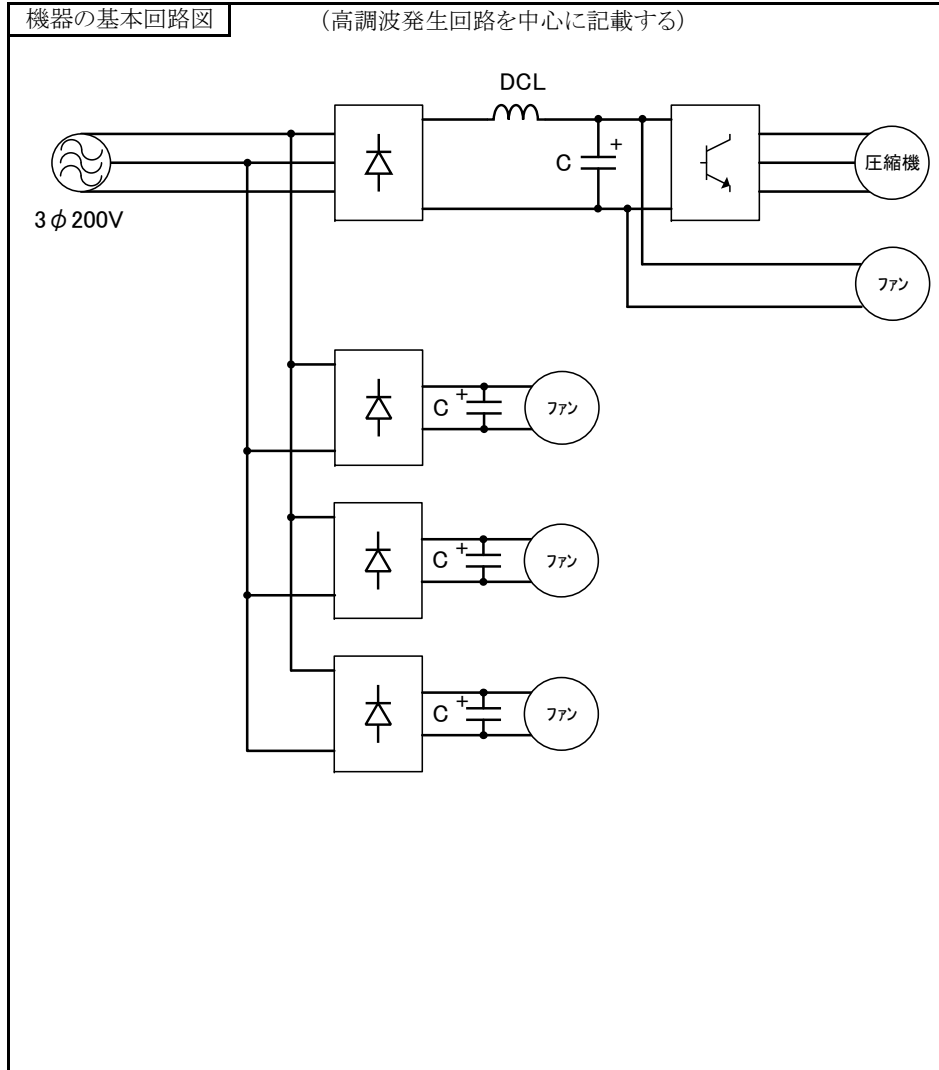 機器の基本回路図
(高調波発生回路を中心に記載する)
DCL
C
+
圧縮機
3φ200V
ファン
C
+
ファン
C
+
ファン
C
+
ファン